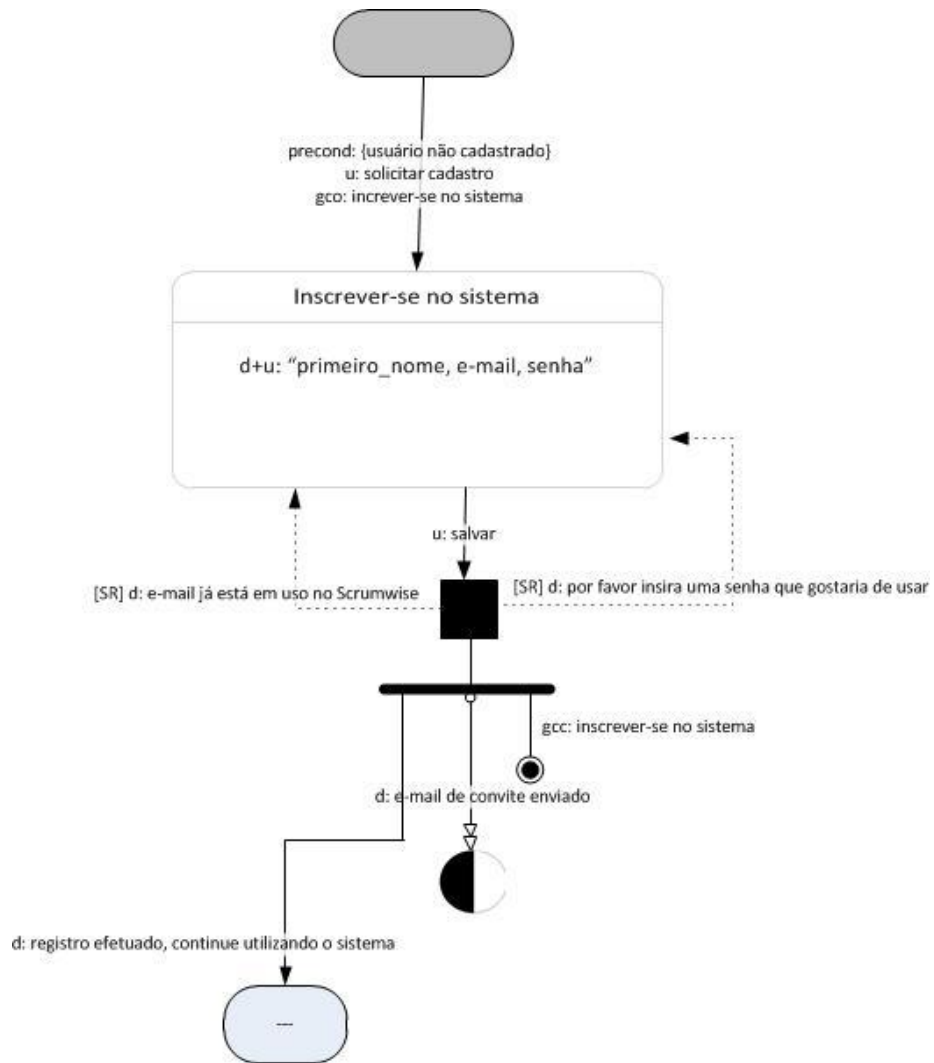 precond: {usuário não cadastrado}
u: solicitar cadastro
gco: increver-se no sistema
Inscrever-se no sistema
d+u: “primeiro_nome, e-mail, senha”
u: salvar
[SR] d: e-mail já está em uso no Scrumwise
[SR] d: por favor insira uma senha que gostaria de usar
gcc: inscrever-se no sistema
d: e-mail de convite enviado
d: registro efetuado, continue utilizando o sistema
---